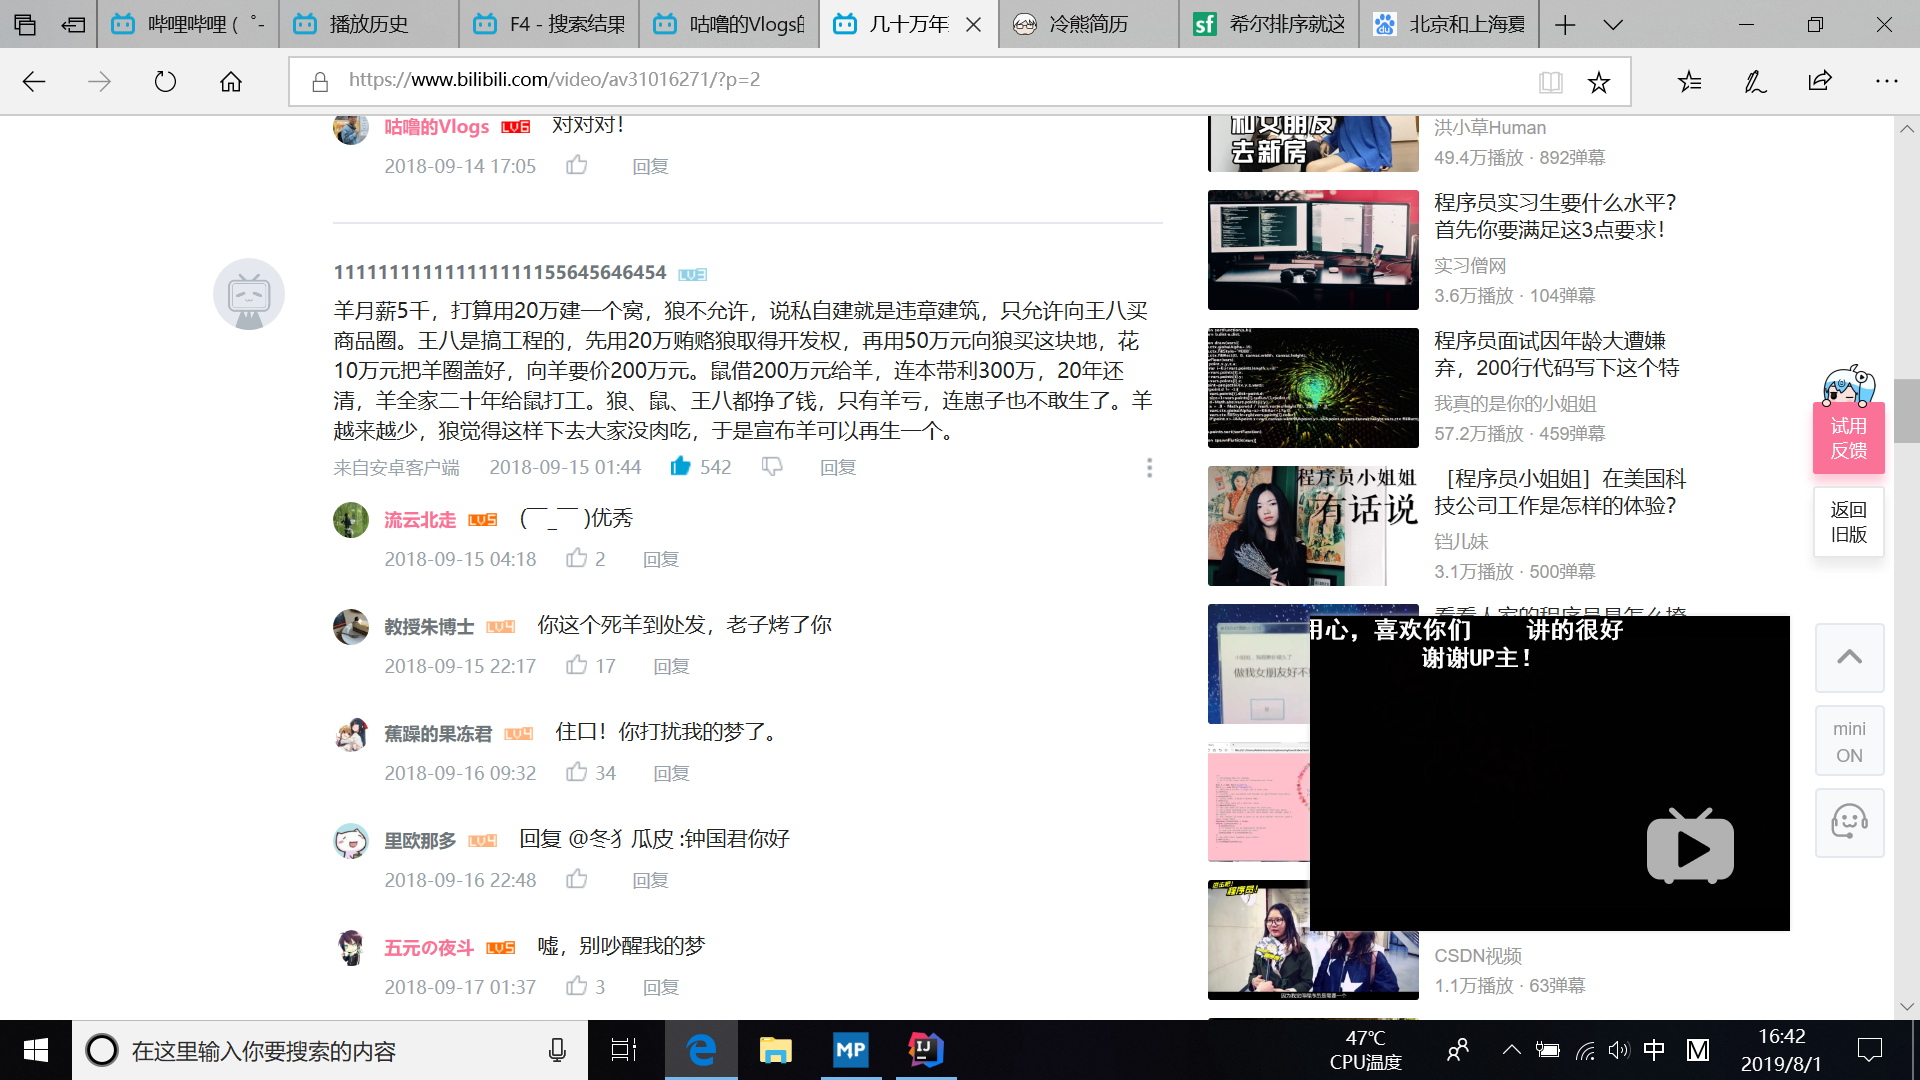 哔哩哔哩 (゜-
播放历史
F4 - 搜索结果
咕噜的Vlogs的
几十万年
冷熊简历
sf
希尔排序就这
du
北京和上海夏
https://www.bilibili.com/video/av31016271/?p=2
咕噜的Vlogs LV6 对对对！
2018-09-14 17:05 回复
1111111111111111111155645646454 LV3
羊月薪5千，打算用20万建一个窝，狼不允许，说私自建就是违章建筑，只允许向王八买
商品圈。王八是搞工程的，先用20万贿赂狼取得开发权，再用50万元向狼买这块地，花
10万元把羊圈盖好，向羊要价200万元。鼠借200万元给羊，连本带利300万，20年还
清，羊全家二十年给鼠打工。狼、鼠、王八都挣了钱，只有羊亏，连崽子也不敢生了。羊
越来越少，狼觉得这样下去大家没肉吃，于是宣布羊可以再生一个。
来自安卓客户端 2018-09-15 01:44 542 回复
流云北走 LV5 (￣_￣ )优秀
2018-09-15 04:18 2 回复
教授朱博士 LV4 你这个死羊到处发，老子烤了你
2018-09-15 22:17 17 回复
蕉躁的果冻君 LV4 住口！你打扰我的梦了。
2018-09-16 09:32 34 回复
里欧那多 LV4 回复 @冬犭瓜皮 :钟国君你好
2018-09-16 22:48 回复
五元の夜斗 LV5 嘘，别吵醒我的梦
2018-09-17 01:37 3 回复
和女朋友
去新房
洪小草Human
49.4万播放 · 892弹幕
程序员实习生要什么水平？
首先你要满足这3点要求！
实习僧网
3.6万播放 · 104弹幕
程序员面试因年龄大遭嫌
弃，200行代码写下这个特
我真的是你的小姐姐
57.2万播放 · 459弹幕
程序员小姐姐
有话说
［程序员小姐姐］在美国科
技公司工作是怎样的体验？
铛儿妹
3.1万播放 · 500弹幕
看看人家的程序员是怎么撩
做我女朋友好不
用心，喜欢你们 讲的很好
谢谢UP主！
CSDN视频
1.1万播放 · 63弹幕
试用
反馈
返回
旧版
mini
ON
在这里输入你要搜索的内容
MP
IJ
47℃
CPU温度
中
M
16:42
2019/8/1